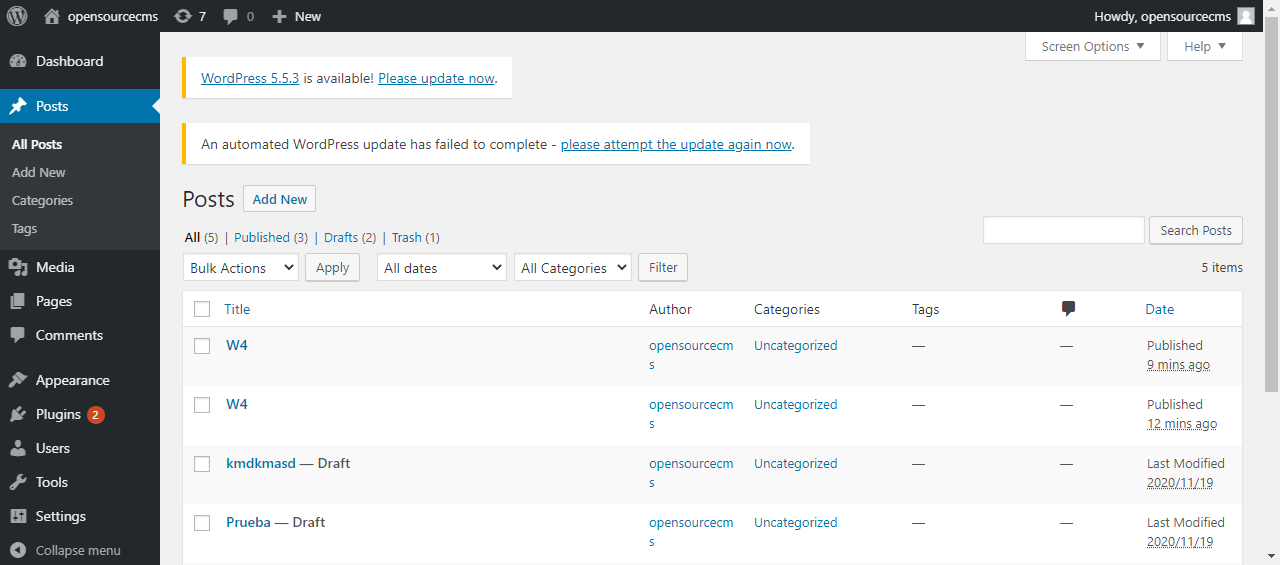 opensourcecms 7 0 New Howdy, opensourcecms
Dashboard
Posts
All Posts
Add New
Categories
Tags
Media
Pages
Comments
Appearance
Plugins 2
Users
Tools
Settings
Collapse menu
Screen Options Help
WordPress 5.5.3 is available! Please update now.
An automated WordPress update has failed to complete - please attempt the update again now.
Posts Add New
All (5) | Published (3) | Drafts (2) | Trash (1)
Search Posts
Bulk Actions Apply All dates All Categories Filter 5 items
Title Author Categories Tags Date
W4 opensourcecm Uncategorized — — Published
s 9 mins ago
W4 opensourcecm Uncategorized — — Published
s 12 mins ago
kmdkmasd — Draft opensourcecm Uncategorized — — Last Modified
s 2020/11/19
Prueba — Draft opensourcecm Uncategorized — — Last Modified
s 2020/11/19